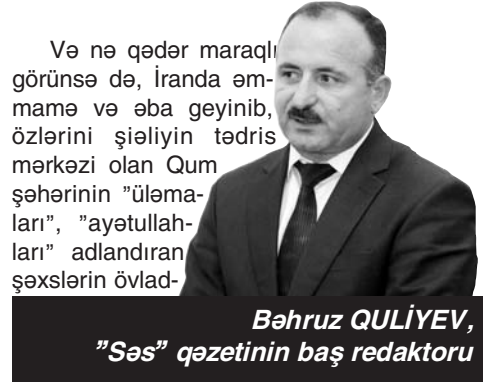 Və nə qədər maraqlı
görünsə də, İranda əm-
mamə və əba geyinib,
özlərini şiəliyin tədris
mərkəzi olan Qum
şəhərinin ”üləma-
ları”, ”ayətullah-
ları” adlandıran
şəxslərin övlad-
Bəhruz QULİYEV,
”Səs” qəzetinin baş redaktoru